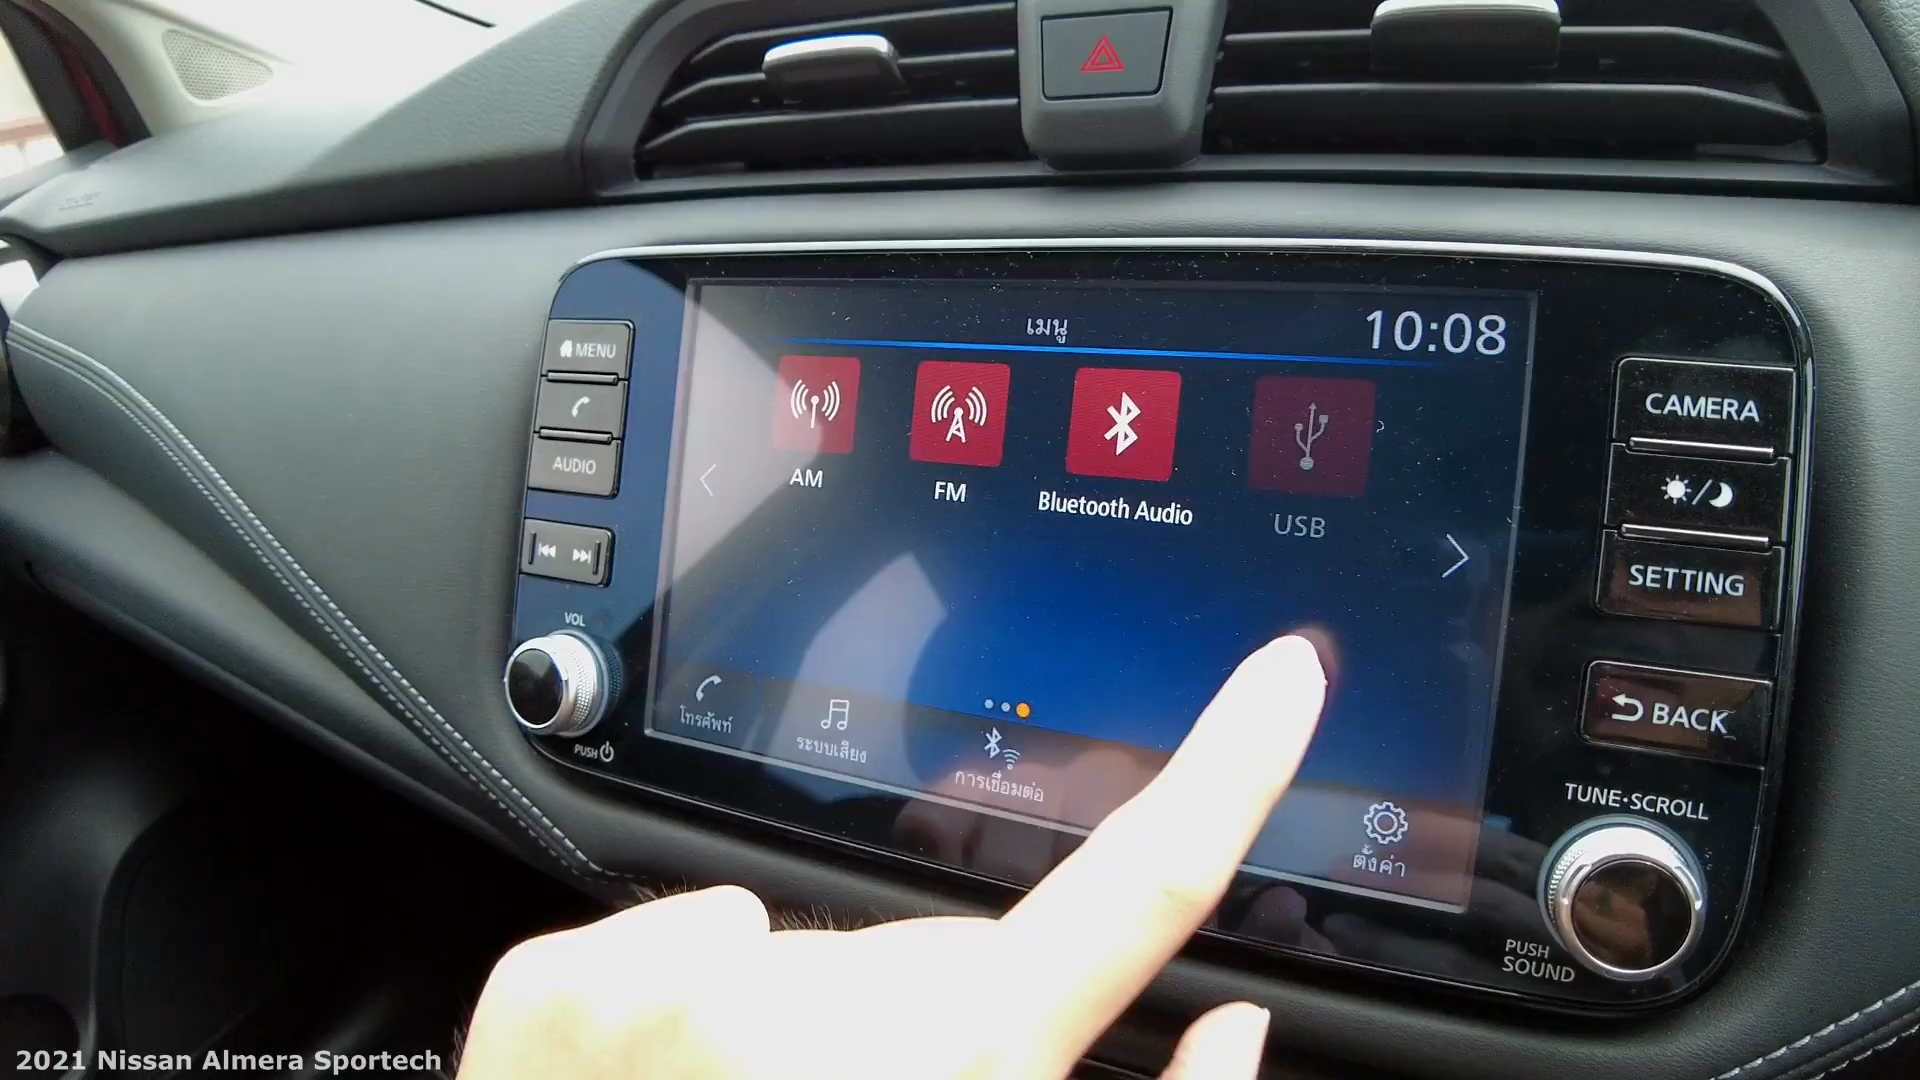 เมนู
10:08
MENU
AUDIO
VOL
PUSH
AM
FM
Bluetooth Audio
USB
โทรศัพท์
ระบบเสียง
การเชื่อมต่อ
ตั้งค่า
CAMERA
SETTING
BACK
TUNE•SCROLL
PUSH
SOUND
2021 Nissan Almera Sportech